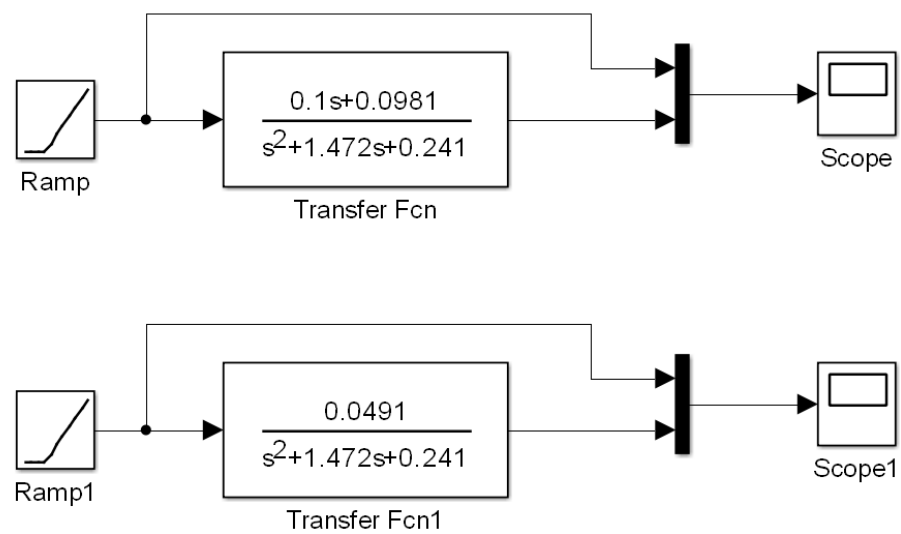 0.1s+0.0981
s2+1.472s+0.241
Ramp
Transfer Fcn
Scope
0.0491
s2+1.472s+0.241
Ramp1
Transfer Fcn1
Scope1